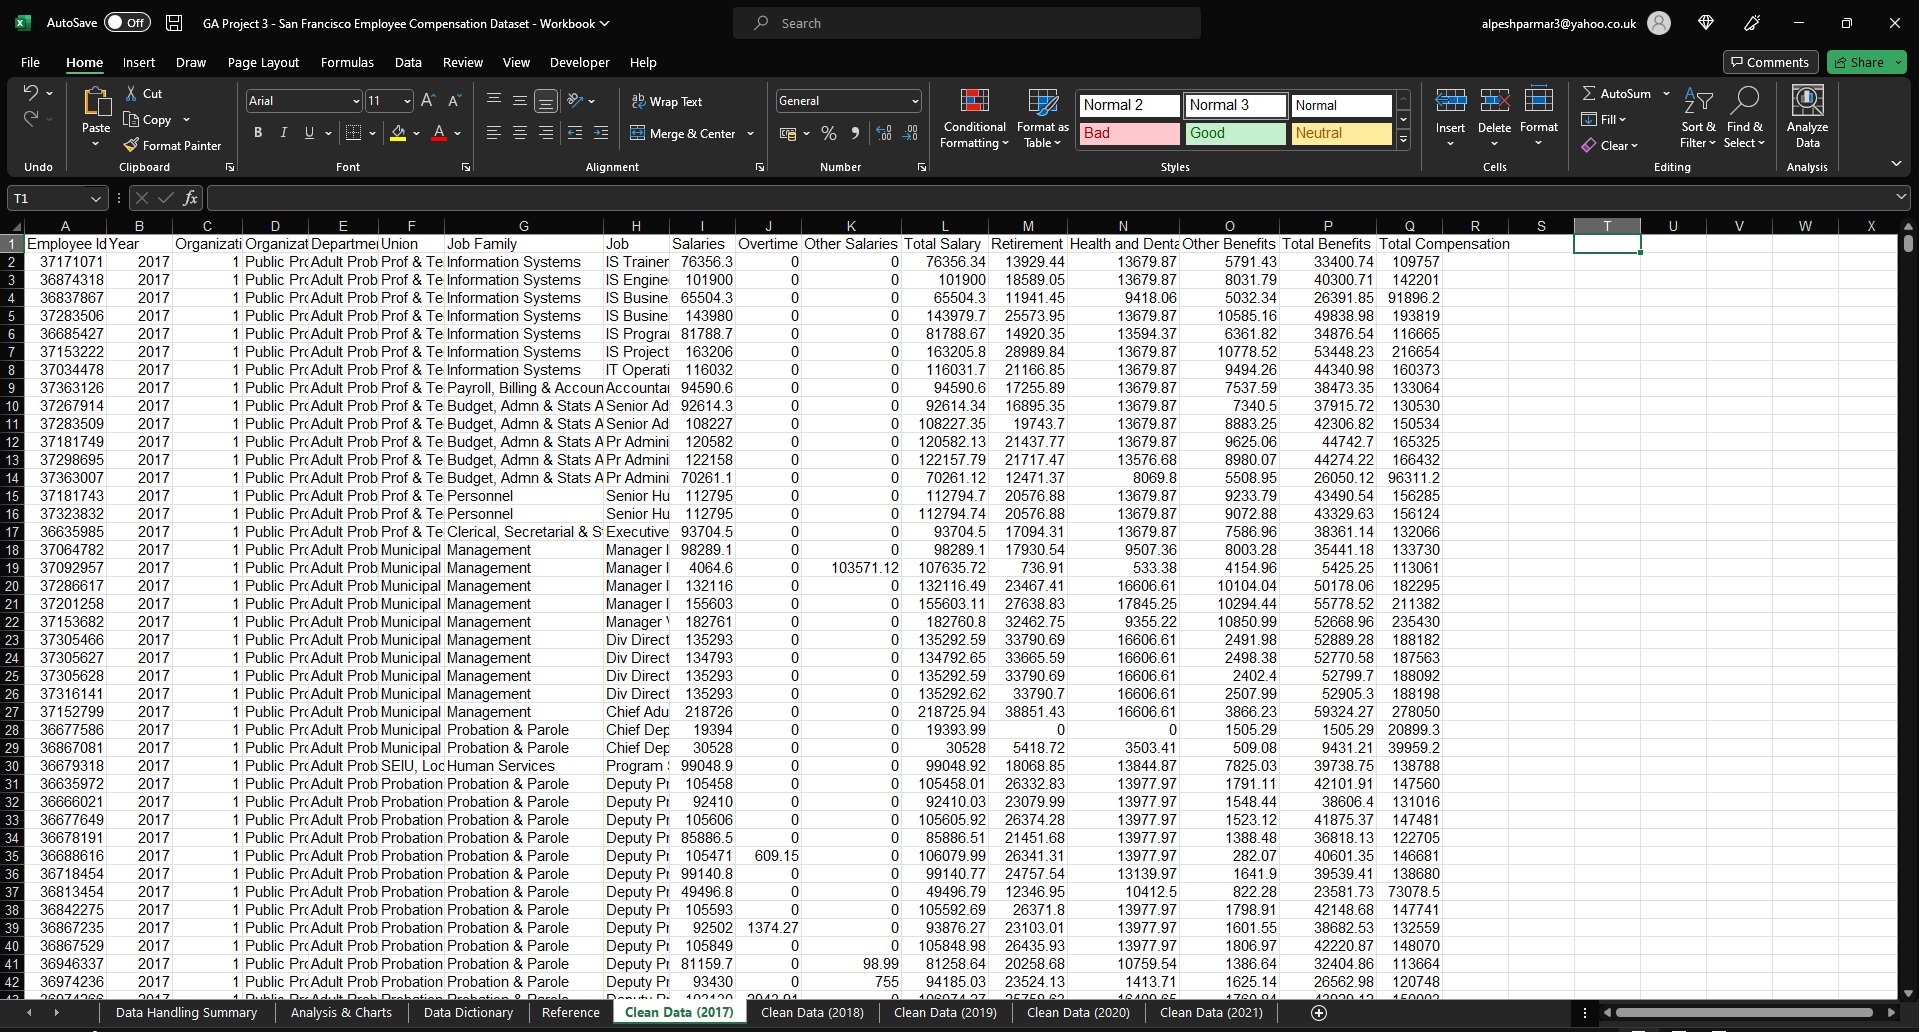 AutoSave Off GA Project 3 - San Francisco Employee Compensation Dataset - Workbook Search alpeshparmar3@yahoo.co.uk
File Home Insert Draw Page Layout Formulas Data Review View Developer Help Comments Share
Cut Arial 11 Wrap Text General Normal 2 Normal 3 Normal AutoSum
Paste Copy Conditional Formatting Format as Table Insert Delete Format Fill Sort & Filter Find & Select Analyze Data
B I U A Merge & Center % Bad Good Neutral
Format Painter Clear
Undo Clipboard Font Alignment Number Styles Cells Editing Analysis
T1 fx
A B C D E F G H I J K L M N O P Q R S T U V W X
1 Employee Id Year Organizati Organizat Departmen Union Job Family Job Salaries Overtime Other Salaries Total Salary Retirement Health and Denta Other Benefits Total Benefits Total Compensation
2 37171071 2017 1 Public Pro Adult Prob Prof & Te Information Systems IS Trainer 76356.3 0 0 76356.34 13929.44 13679.87 5791.43 33400.74 109757
3 36874318 2017 1 Public Pro Adult Prob Prof & Te Information Systems IS Engine 101900 0 0 101900 18589.05 13679.87 8031.79 40300.71 142201
4 36837867 2017 1 Public Pro Adult Prob Prof & Te Information Systems IS Busine 65504.3 0 0 65504.3 11941.45 9418.06 5032.34 26391.85 91896.2
5 37283506 2017 1 Public Pro Adult Prob Prof & Te Information Systems IS Busine 143980 0 0 143979.7 25573.95 13679.87 10585.16 49838.98 193819
6 36685427 2017 1 Public Pro Adult Prob Prof & Te Information Systems IS Prograi 81788.7 0 0 81788.67 14920.35 13594.37 6361.82 34876.54 116665
7 37153222 2017 1 Public Pro Adult Prob Prof & Te Information Systems IS Project 163206 0 0 163205.8 28989.84 13679.87 10778.52 53448.23 216654
8 37034478 2017 1 Public Pro Adult Prob Prof & Te Information Systems IT Operati 116032 0 0 116031.7 21166.85 13679.87 9494.26 44340.98 160373
9 37363126 2017 1 Public Pro Adult Prob Prof & Te Payroll, Billing & Accoun Accountai 94590.6 0 0 94590.6 17255.89 13679.87 7537.59 38473.35 133064
10 37267914 2017 1 Public Pro Adult Prob Prof & Te Budget, Admn & Stats A Senior Ad 92614.3 0 0 92614.34 16895.35 13679.87 7340.5 37915.72 130530
11 37283509 2017 1 Public Pro Adult Prob Prof & Te Budget, Admn & Stats A Senior Ad 108227 0 0 108227.35 19743.7 13679.87 8883.25 42306.82 150534
12 37181749 2017 1 Public Pro Adult Prob Prof & Te Budget, Admn & Stats A Pr Admini 120582 0 0 120582.13 21437.77 13679.87 9625.06 44742.7 165325
13 37298695 2017 1 Public Pro Adult Prob Prof & Te Budget, Admn & Stats A Pr Admini 122158 0 0 122157.79 21717.47 13576.68 8980.07 44274.22 166432
14 37363007 2017 1 Public Pro Adult Prob Prof & Te Budget, Admn & Stats A Pr Admini 70261.1 0 0 70261.12 12471.37 8069.8 5508.95 26050.12 96311.2
15 37181743 2017 1 Public Pro Adult Prob Prof & Te Personnel Senior Hu 112795 0 0 112794.7 20576.88 13679.87 9233.79 43490.54 156285
16 37323832 2017 1 Public Pro Adult Prob Prof & Te Personnel Senior Hu 112795 0 0 112794.74 20576.88 13679.87 9072.88 43329.63 156124
17 36635985 2017 1 Public Pro Adult Prob Prof & Te Clerical, Secretarial & S Executive 93704.5 0 0 93704.5 17094.31 13679.87 7586.96 38361.14 132066
18 37064782 2017 1 Public Pro Adult Prob Municipal Management Manager I 98289.1 0 0 98289.1 17930.54 9507.36 8003.28 35441.18 133730
19 37092957 2017 1 Public Pro Adult Prob Municipal Management Manager I 4064.6 0 103571.12 107635.72 736.91 533.38 4154.96 5425.25 113061
20 37286617 2017 1 Public Pro Adult Prob Municipal Management Manager I 132116 0 0 132116.49 23467.41 16606.61 10104.04 50178.06 182295
21 37201258 2017 1 Public Pro Adult Prob Municipal Management Manager I 155603 0 0 155603.11 27638.83 17845.25 10294.44 55778.52 211382
22 37153682 2017 1 Public Pro Adult Prob Municipal Management Manager V 182761 0 0 182760.8 32462.75 9355.22 10850.99 52668.96 235430
23 37305466 2017 1 Public Pro Adult Prob Municipal Management Div Direct 135293 0 0 135292.59 33790.69 16606.61 2491.98 52889.28 188182
24 37305627 2017 1 Public Pro Adult Prob Municipal Management Div Direct 134793 0 0 134792.65 33665.59 16606.61 2498.38 52770.58 187563
25 37305628 2017 1 Public Pro Adult Prob Municipal Management Div Direct 135293 0 0 135292.59 33790.69 16606.61 2402.4 52799.7 188092
26 37316141 2017 1 Public Pro Adult Prob Municipal Management Div Direct 135293 0 0 135292.62 33790.7 16606.61 2507.99 52905.3 188198
27 37152799 2017 1 Public Pro Adult Prob Municipal Management Chief Adu 218726 0 0 218725.94 38851.43 16606.61 3866.23 59324.27 278050
28 36677586 2017 1 Public Pro Adult Prob Municipal Probation & Parole Chief Dep 19394 0 0 19393.99 0 0 1505.29 1505.29 20899.3
29 36867081 2017 1 Public Pro Adult Prob Municipal Probation & Parole Chief Dep 30528 0 0 30528 5418.72 3503.41 509.08 9431.21 39959.2
30 36679318 2017 1 Public Pro Adult Prob SEIU, Loc Human Services Program 99048.9 0 0 99048.92 18068.85 13844.87 7825.03 39738.75 138788
31 36635972 2017 1 Public Pro Adult Prob Probation Probation & Parole Deputy Pr 105458 0 0 105458.01 26332.83 13977.97 1791.11 42101.91 147560
32 36666021 2017 1 Public Pro Adult Prob Probation Probation & Parole Deputy Pr 92410 0 0 92410.03 23079.99 13977.97 1548.44 38606.4 131016
33 36677649 2017 1 Public Pro Adult Prob Probation Probation & Parole Deputy Pr 105606 0 0 105605.92 26374.28 13977.97 1523.12 41875.37 147481
34 36678191 2017 1 Public Pro Adult Prob Probation Probation & Parole Deputy Pr 85886.5 0 0 85886.51 21451.68 13977.97 1388.48 36818.13 122705
35 36688616 2017 1 Public Pro Adult Prob Probation Probation & Parole Deputy Pr 105471 609.15 0 106079.99 26341.31 13977.97 282.07 40601.35 146681
36 36718454 2017 1 Public Pro Adult Prob Probation Probation & Parole Deputy Pr 99140.8 0 0 99140.77 24757.54 13139.97 1641.9 39539.41 138680
37 36813454 2017 1 Public Pro Adult Prob Probation Probation & Parole Deputy Pr 49496.8 0 0 49496.79 12346.95 10412.5 822.28 23581.73 73078.5
38 36842275 2017 1 Public Pro Adult Prob Probation Probation & Parole Deputy Pr 105593 0 0 105592.69 26371.8 13977.97 1798.91 42148.68 147741
39 36867235 2017 1 Public Pro Adult Prob Probation Probation & Parole Deputy Pr 92502 1374.27 0 93876.27 23103.01 13977.97 1601.55 38682.53 132559
40 36867529 2017 1 Public Pro Adult Prob Probation Probation & Parole Deputy Pr 105849 0 0 105848.98 26435.93 13977.97 1806.97 42220.87 148070
41 36946337 2017 1 Public Pro Adult Prob Probation Probation & Parole Deputy Pr 81159.7 0 98.99 81258.64 20258.68 10759.54 1386.64 32404.86 113664
42 36974236 2017 1 Public Pro Adult Prob Probation Probation & Parole Deputy Pr 93430 0 755 94185.03 23524.13 1413.71 1625.14 26562.98 120748
Data Handling Summary Analysis & Charts Data Dictionary Reference Clean Data (2017) Clean Data (2018) Clean Data (2019) Clean Data (2020) Clean Data (2021)